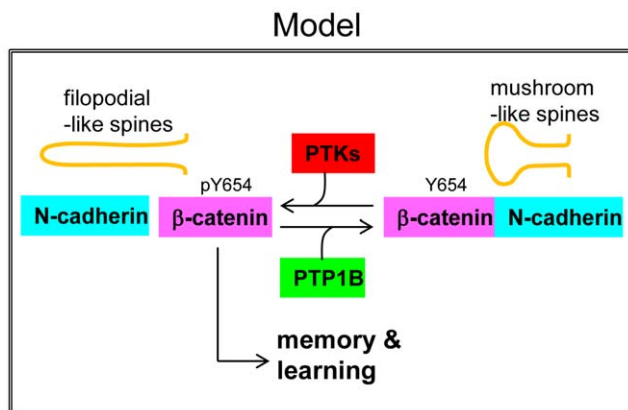 Model
filopodial
-like spines
mushroom
-like spines
PTKs
pY654
Y654
N-cadherin
β-catenin
β-catenin
N-cadherin
PTP1B
memory &
learning